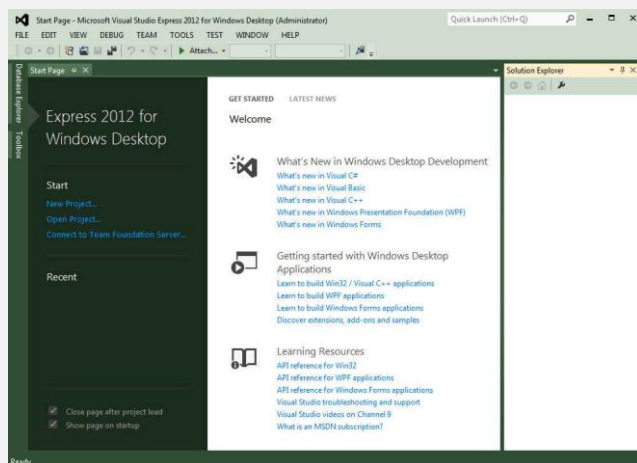 Start Page - Microsoft Visual Studio Express 2012 for Windows Desktop (Administrator)
Quick Launch (Ctrl+Q)
FILE EDIT VIEW DEBUG TEAM TOOLS TEST WINDOW HELP
Attach...
Database Explorer
Toolbox
Start Page
Express 2012 for
Windows Desktop
Start
New Project...
Open Project...
Connect to Team Foundation Server...
Recent
Close page after project load
Show page on startup
GET STARTED LATEST NEWS
Welcome
What's New in Windows Desktop Development
What's new in Visual C#
What's new in Visual Basic
What's new in Visual C++
What's new in Windows Presentation Foundation (WPF)
What's new in Windows Forms
Getting started with Windows Desktop
Applications
Learn to build Win32 / Visual C++ applications
Learn to build WPF applications
Learn to build Windows Forms applications
Discover extensions, add-ons and samples
Learning Resources
API reference for Win32
API reference for WPF applications
API reference for Windows Forms applications
Visual Studio troubleshooting and support
Visual Studio videos on Channel 9
What is an MSDN subscription?
Solution Explorer
Ready